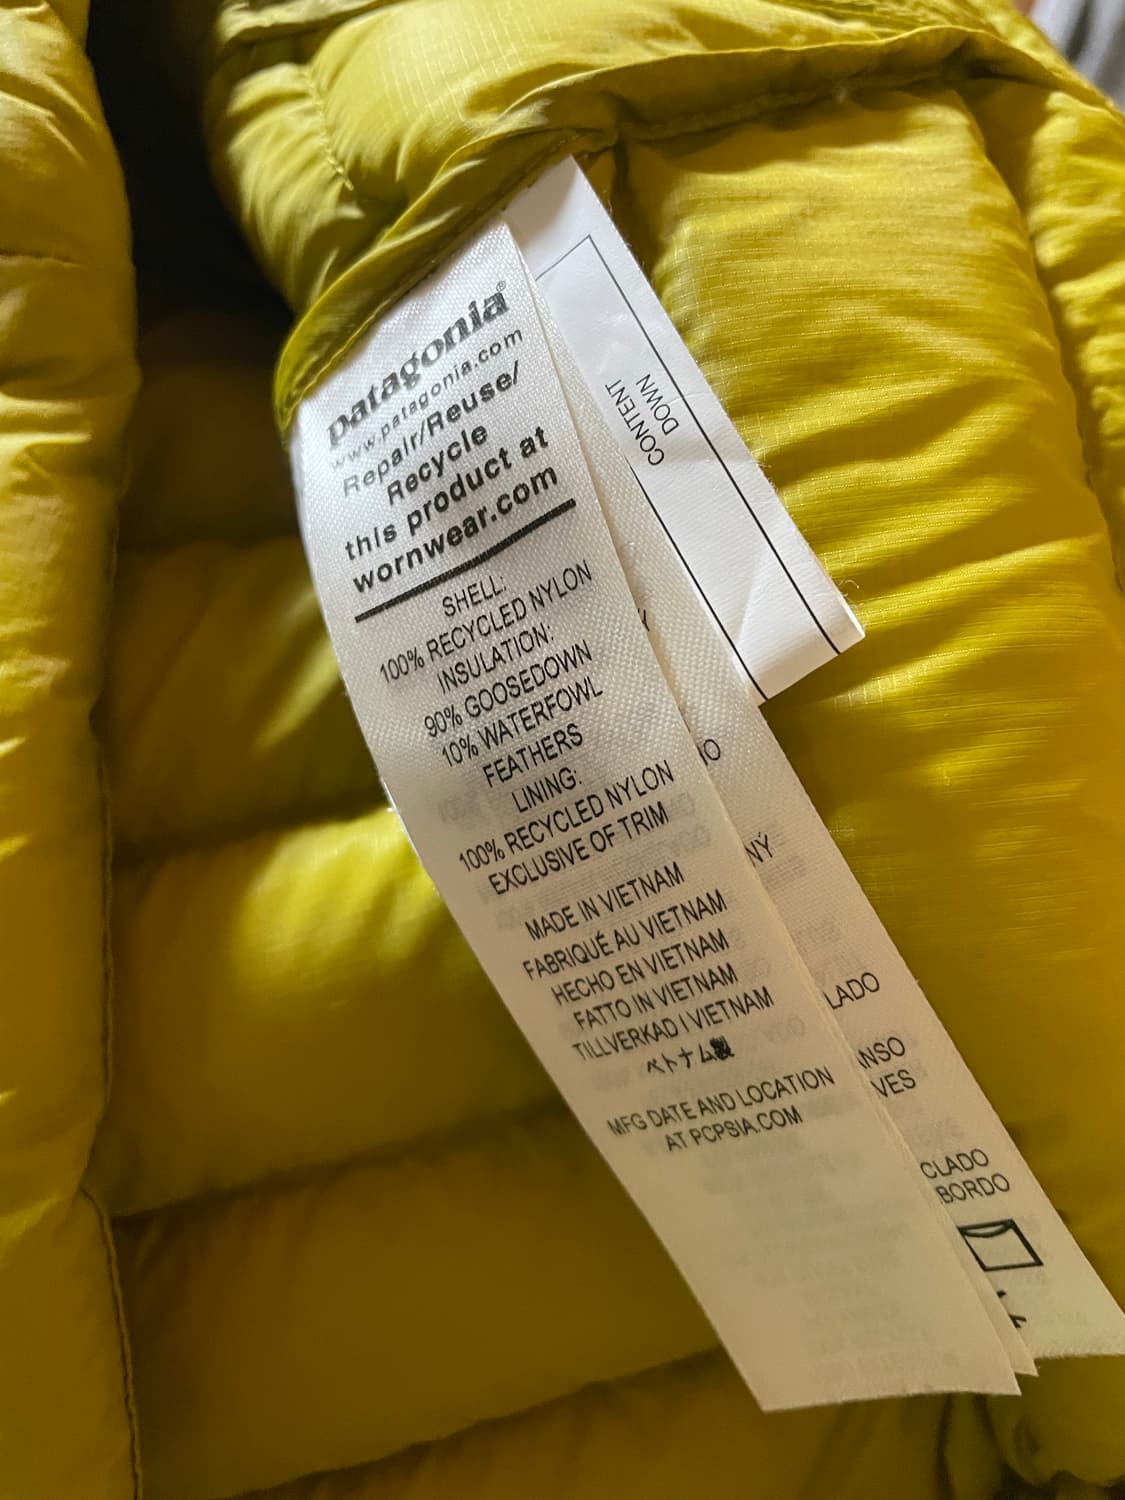 patagonia®
www.patagonia.com
Repair/Reuse/
Recycle
this product at
wornwear.com
SHELL:
100% RECYCLED NYLON
INSULATION:
90% GOOSEDOWN
10% WATERFOWL
FEATHERS
LINING:
100% RECYCLED NYLON
EXCLUSIVE OF TRIM
MADE IN VIETNAM
FABRIQUÉ AU VIETNAM
HECHO EN VIETNAM
FATTO IN VIETNAM
TILLVERKAD I VIETNAM
ベトナム製
MFG DATE AND LOCATION
AT PCPSIA.COM
CONTENT
DOWN